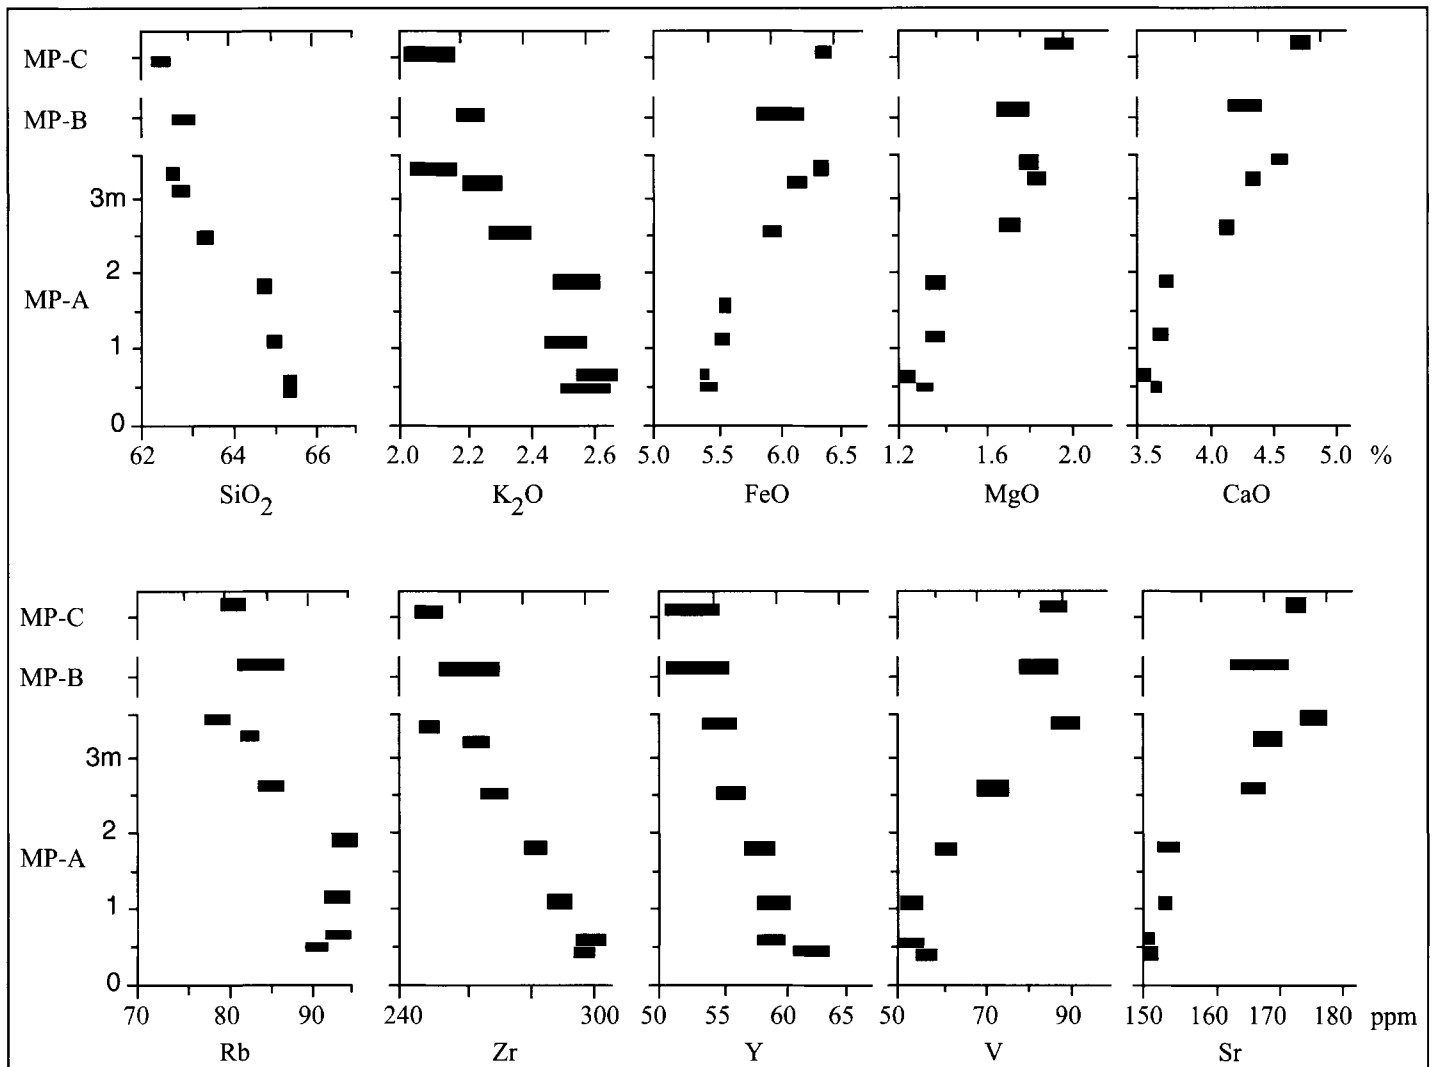 MP-C
MP-B
3m
2
MP-A
1
0
62 64 66 2.0 2.2 2.4 2.6 5.0 5.5 6.0 6.5 1.2 1.6 2.0 3.5 4.0 4.5 5.0 %
SiO2 K2O FeO MgO CaO
MP-C
MP-B
3m
2
MP-A
1
0
70 80 90 240 300 50 55 60 65 50 70 90 150 160 170 180 ppm
Rb Zr Y V Sr